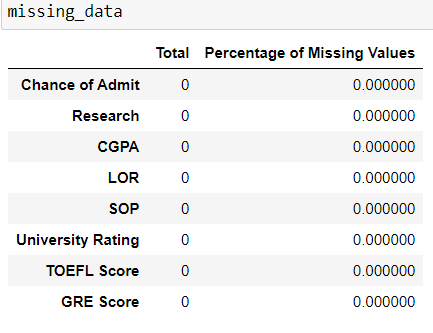 missing_data
Total Percentage of Missing Values
Chance of Admit 0 0.000000
Research 0 0.000000
CGPA 0 0.000000
LOR 0 0.000000
SOP 0 0.000000
University Rating 0 0.000000
TOEFL Score 0 0.000000
GRE Score 0 0.000000